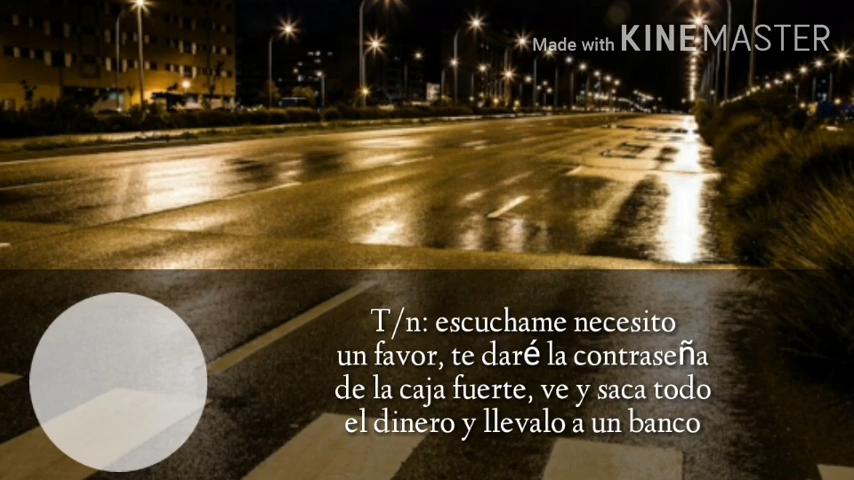 Made with KINEMASTER
T/n: escuchame necesito
un favor, te daré la contraseña
de la caja fuerte, ve y saca todo
el dinero y llevalo a un banco